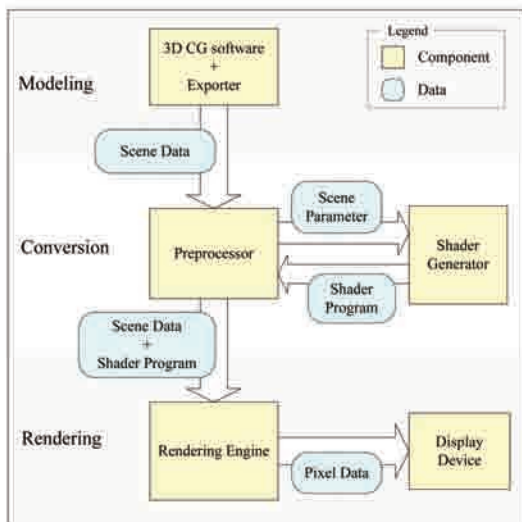 Legend
Component
Data
Modeling
3D CG software
+
Exporter
Scene Data
Conversion
Preprocessor
Scene
Parameter
Shader
Generator
Shader
Program
Scene Data
+
Shader Program
Rendering
Rendering Engine
Pixel Data
Display
Device